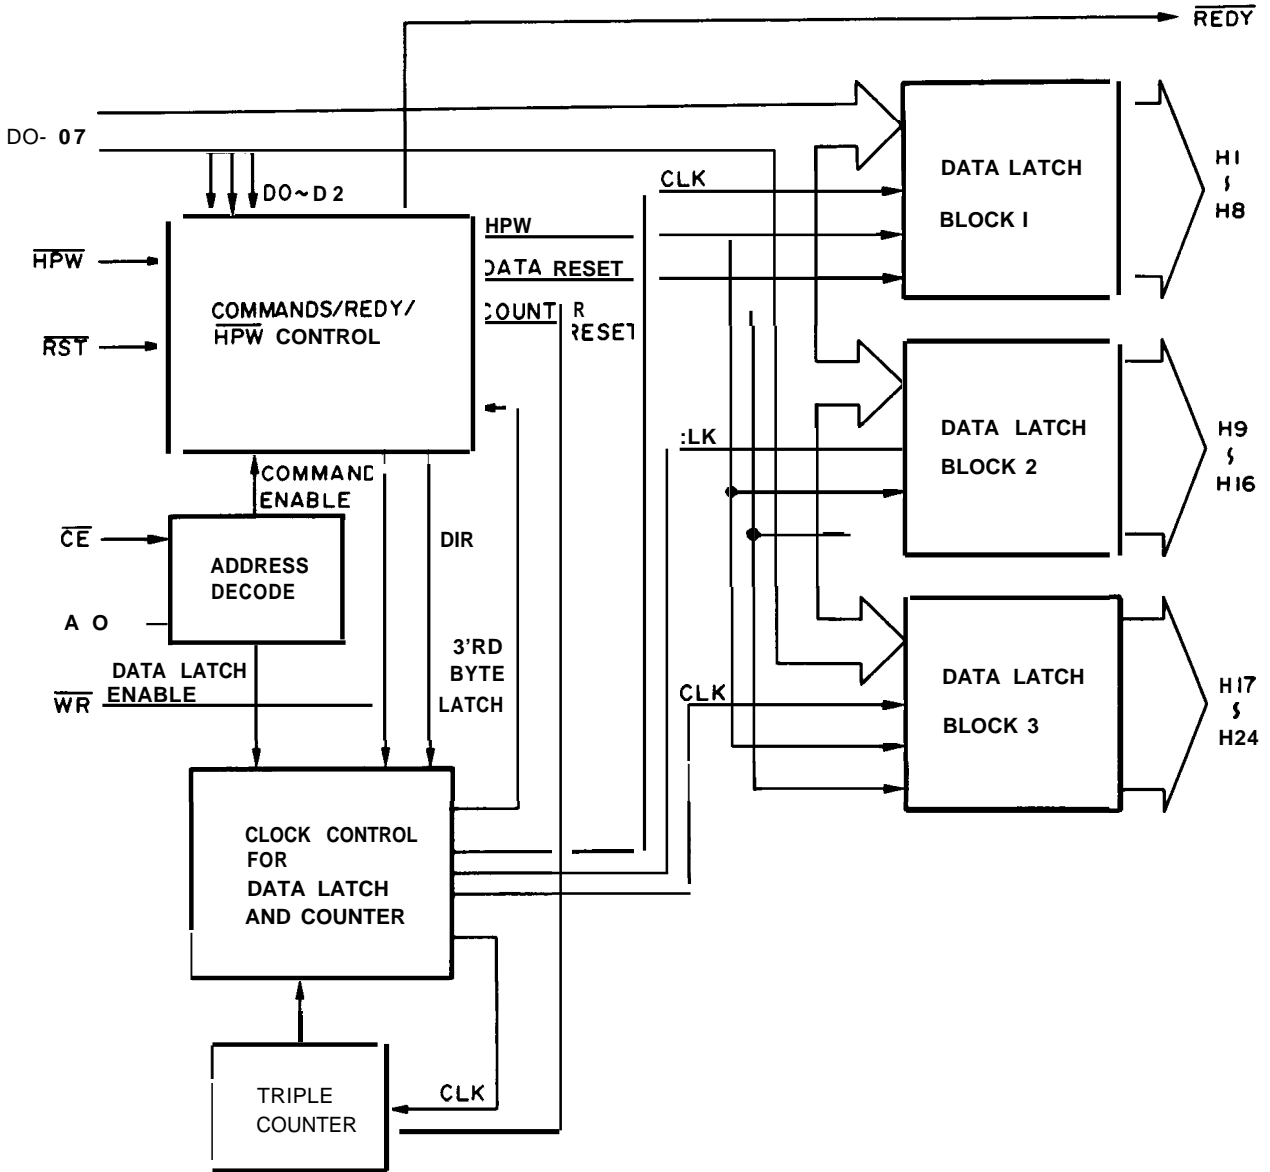 REDY
DO- 07
DO~D2
CLK
DATA LATCH
BLOCK I
H1
~
H8
HPW
HPW
DATA RESET
COMMANDS/REDY/
HPW CONTROL
COUNT R
RESET
RST
:LK
DATA LATCH
BLOCK 2
H9
~
H16
COMMAND
ENABLE
CE
ADDRESS
DECODE
DIR
A O
3'RD
BYTE
LATCH
DATA LATCH
ENABLE
WR
CLK
DATA LATCH
BLOCK 3
H17
~
H24
CLOCK CONTROL
FOR
DATA LATCH
AND COUNTER
TRIPLE
COUNTER
CLK